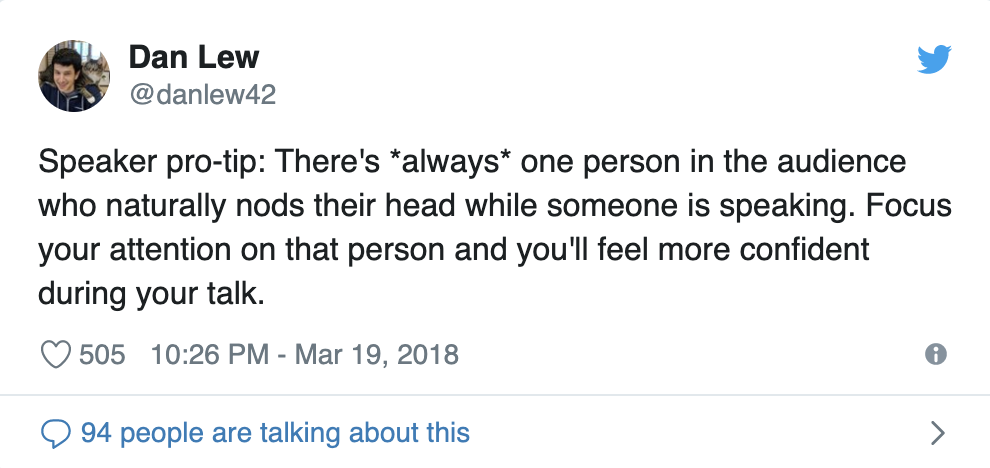 Dan Lew
@danlew42
Speaker pro-tip: There's *always* one person in the audience
who naturally nods their head while someone is speaking. Focus
your attention on that person and you'll feel more confident
during your talk.
505 10:26 PM - Mar 19, 2018
94 people are talking about this